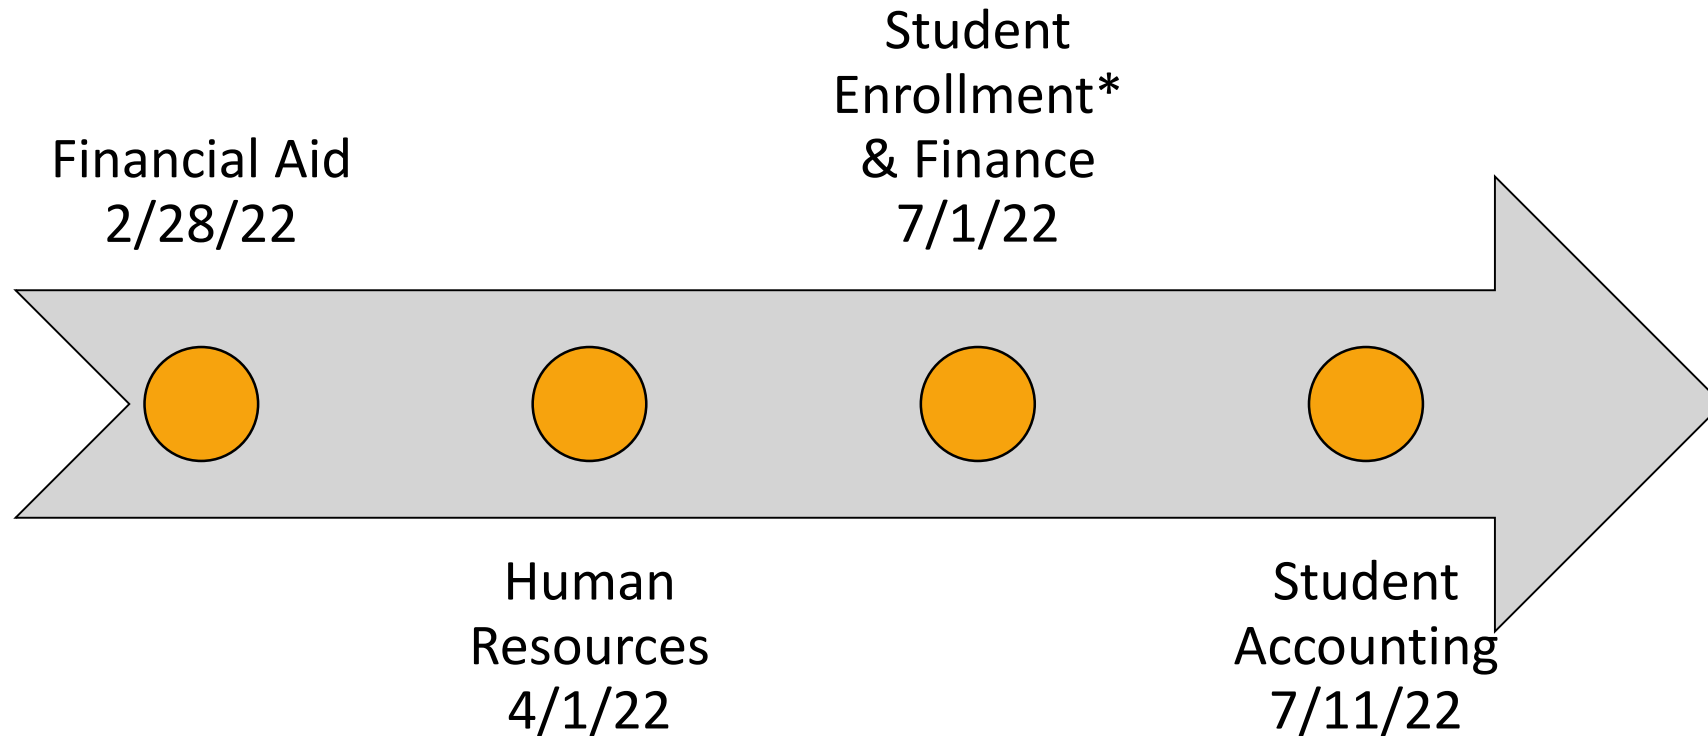 Financial Aid
2/28/22
Human
Resources
4/1/22
Student
Enrollment*
& Finance
7/1/22
Student
Accounting
7/11/22